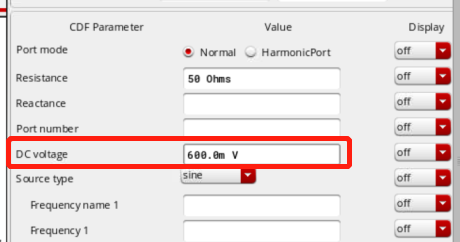 CDF Parameter Value Display
Port mode Normal HarmonicPort off
Resistance 50 Ohms off
Reactance off
Port number off
DC voltage 600.0m V off
Source type sine off
Frequency name 1 off
Frequency 1 off